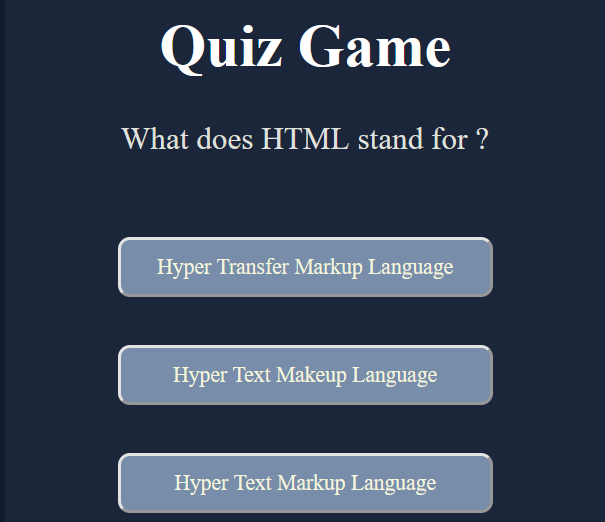 Quiz Game
What does HTML stand for ?
Hyper Transfer Markup Language
Hyper Text Makeup Language
Hyper Text Markup Language